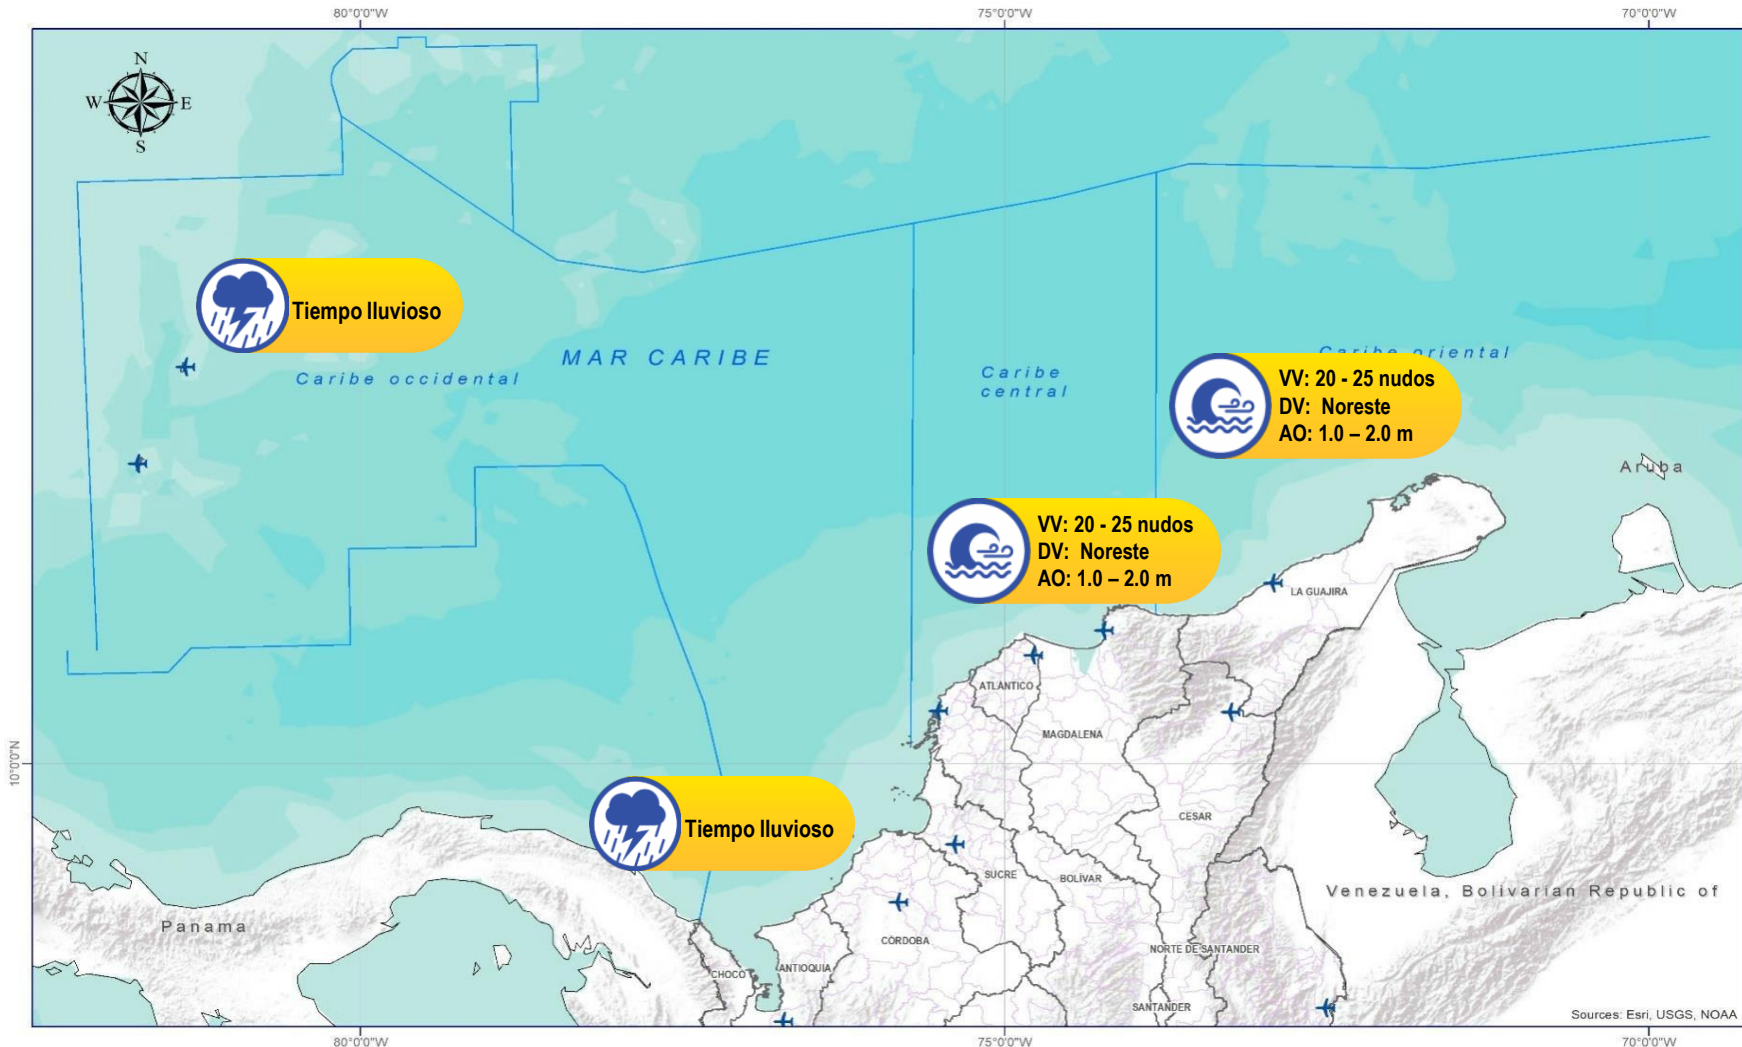 80°0'0"W
75°0'0"W
70°0'0"W
N
W
E
S
Tiempo lluvioso
MAR CARIBE
Caribe occidental
Caribe
central
Caribe oriental
VV: 20 - 25 nudos
DV: Noreste
AO: 1.0 – 2.0 m
Aruba
VV: 20 - 25 nudos
DV: Noreste
AO: 1.0 – 2.0 m
LA GUAJIRA
ATLANTICO
MAGDALENA
10°0'0"N
Tiempo lluvioso
CESAR
SUCRE
BOLÍVAR
Venezuela, Bolivarian Republic of
Panama
CÓRDOBA
NORTE DE SANTANDER
CHOCO
ANTIOQUIA
SANTANDER
Sources: Esri, USGS, NOAA
80°0'0"W
75°0'0"W
70°0'0"W